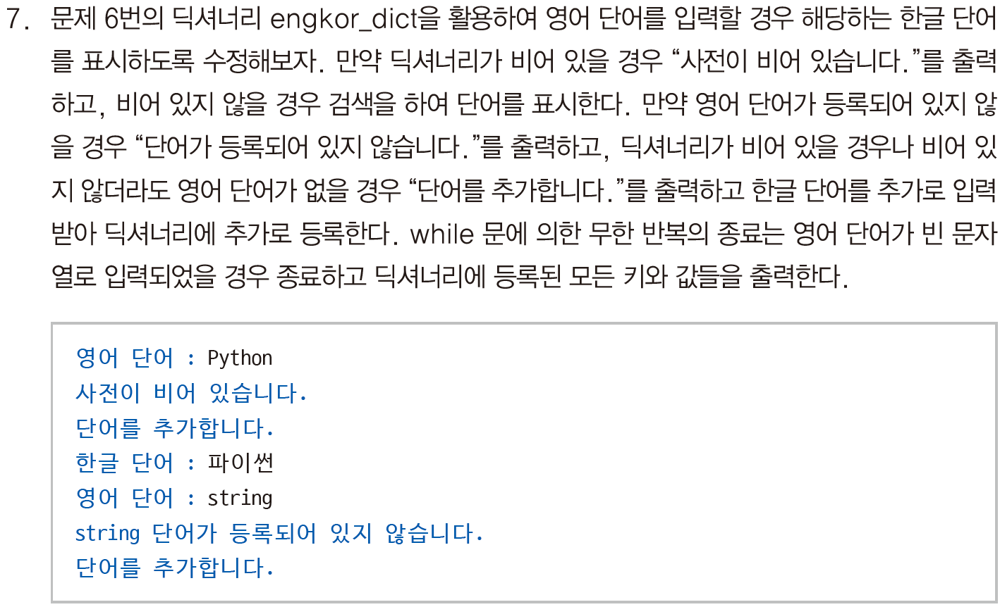 7. 문제 6번의 딕셔너리 engkor_dict을 활용하여 영어 단어를 입력할 경우 해당하는 한글 단어
를 표시하도록 수정해보자. 만약 딕셔너리가 비어 있을 경우 “사전이 비어 있습니다.”를 출력
하고, 비어 있지 않을 경우 검색을 하여 단어를 표시한다. 만약 영어 단어가 등록되어 있지 않
을 경우 “단어가 등록되어 있지 않습니다.”를 출력하고, 딕셔너리가 비어 있을 경우나 비어 있
지 않더라도 영어 단어가 없을 경우 “단어를 추가합니다.”를 출력하고 한글 단어를 추가로 입력
받아 딕셔너리에 추가로 등록한다. while 문에 의한 무한 반복의 종료는 영어 단어가 빈 문자
열로 입력되었을 경우 종료하고 딕셔너리에 등록된 모든 키와 값들을 출력한다.
영어 단어 : Python
사전이 비어 있습니다.
단어를 추가합니다.
한글 단어 : 파이썬
영어 단어 : string
string 단어가 등록되어 있지 않습니다.
단어를 추가합니다.